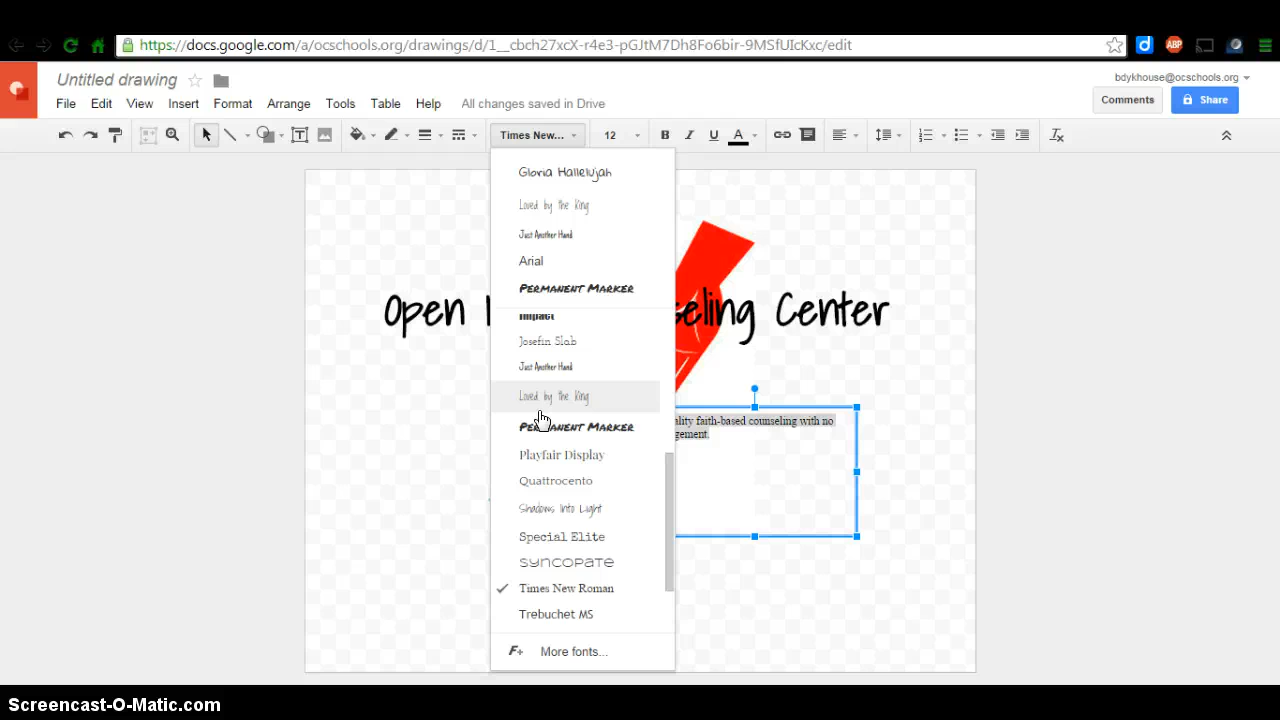 https://docs.google.com/a/ocschools.org/drawings/d/1__cbch27xcX-r4e3-pGJtM7Dh8Fo6bir-9MSfUIcKxc/edit
ABP
Untitled drawing
bdykhouse@ocschools.org
File Edit View Insert Format Arrange Tools Table Help All changes saved in Drive
Comments Share
Times New... 12 B I U A
Gloria Hallelujah
Loved by the King
Just Another Hand
Arial
Permanent Marker
Open seling Center
Impact
Josefin Slab
Just Another Hand
Loved by the King
Permanent Marker
ality faith-based counseling with no
gement.
Playfair Display
Quattrocento
Shadows Into Light
Special Elite
Syncopate
Times New Roman
Trebuchet MS
More fonts...
Screencast-O-Matic.com